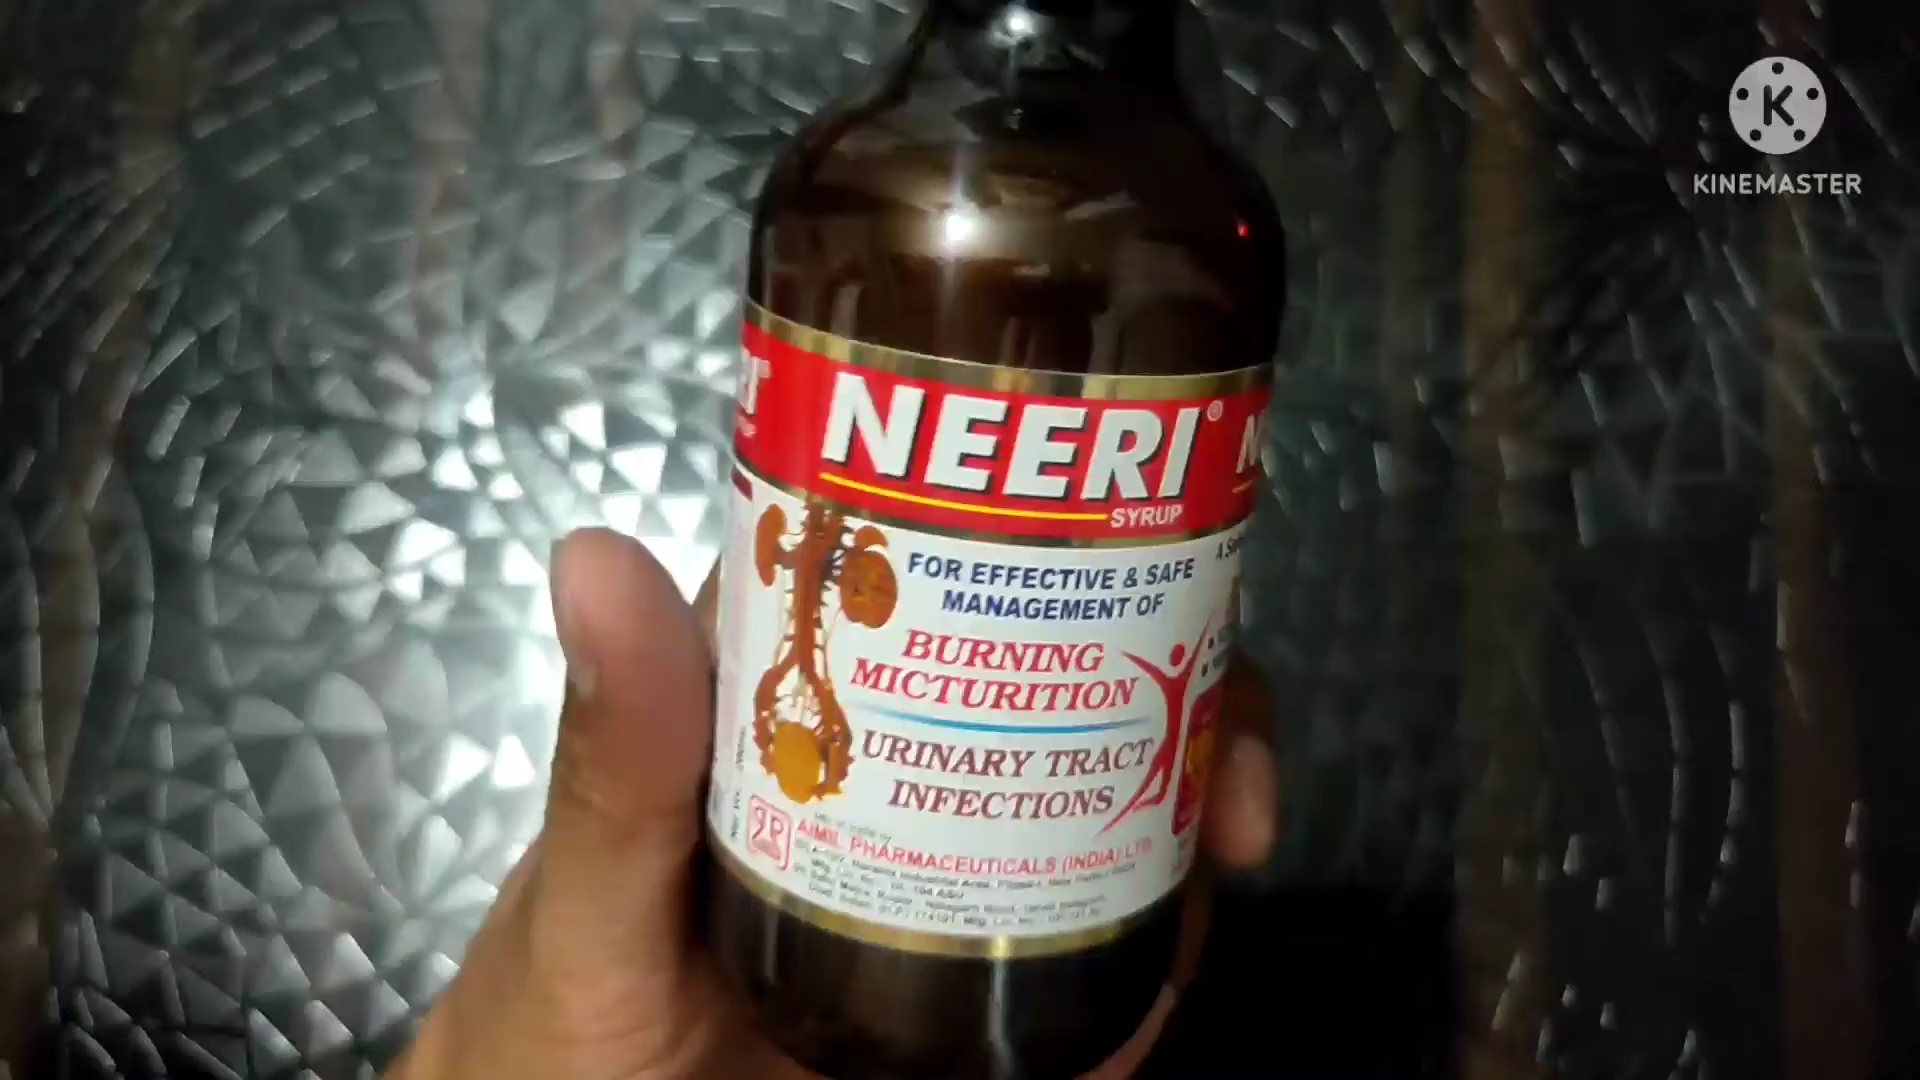 KINEMASTER
NEERI®
SYRUP
FOR EFFECTIVE & SAFE
MANAGEMENT OF
BURNING
MICTURITION
URINARY TRACT
INFECTIONS
AIMIL PHARMACEUTICALS (INDIA) LTD